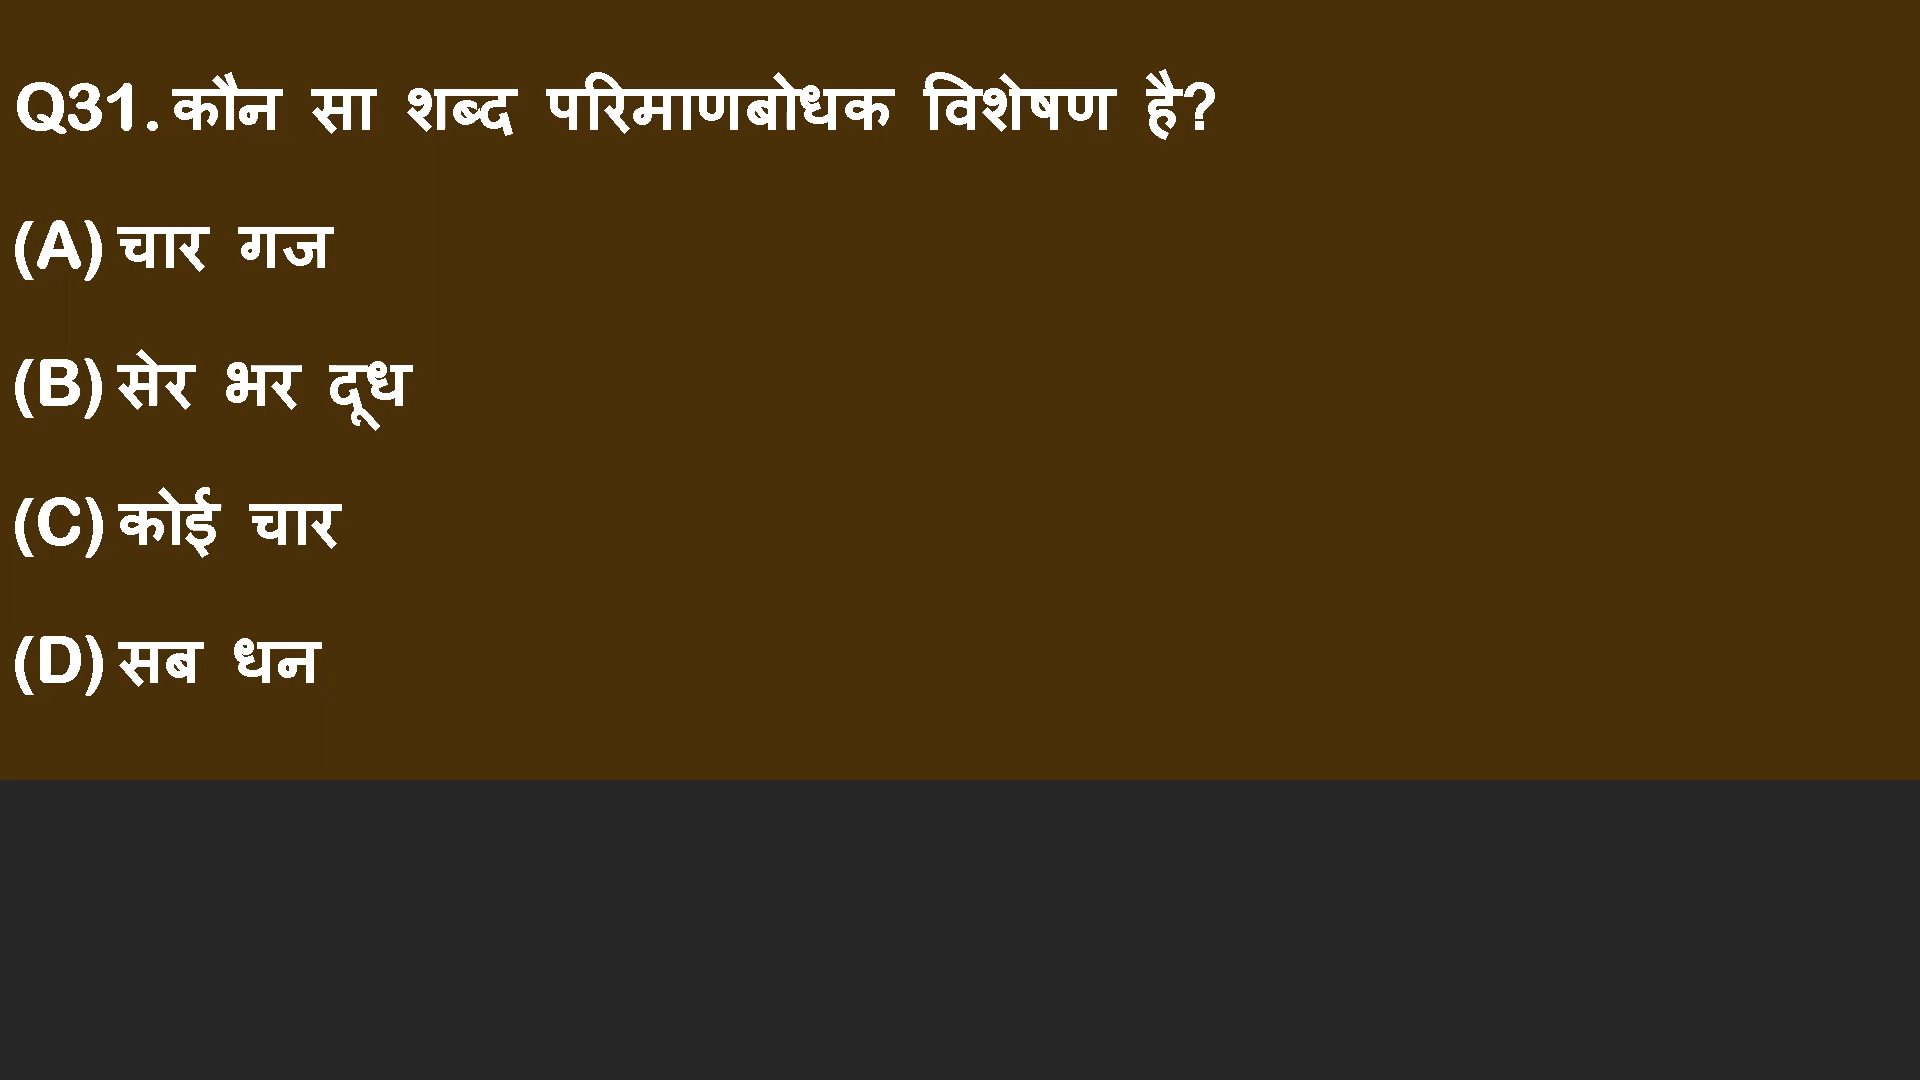 Q31. कौन सा शब्द परिमाणबोधक विशेषण है?
(A) चार गज
(B) सेर भर दूध
(C) कोई चार
(D) सब धन